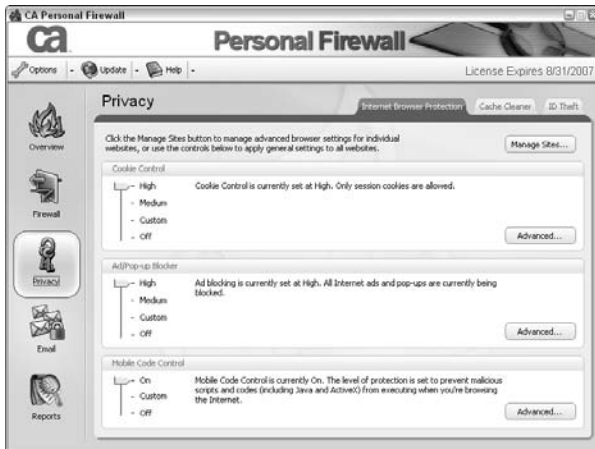 CA Personal Firewall
ca
Personal Firewall
Options
Update
Help
License Expires 8/31/2007
Overview
Firewall
Privacy
Email
Reports
Privacy
Internet Browser Protection
Cache Cleaner
ID Theft
Click the Manage Sites button to manage advanced browser settings for individual
websites, or use the controls below to apply general settings to all websites.
Manage Sites...
Cookie Control
High
Medium
Custom
Off
Cookie Control is currently set at High. Only session cookies are allowed.
Advanced...
Ad/Pop-up Blocker
High
Medium
Custom
Off
Ad blocking is currently set at High. All Internet ads and pop-ups are currently being
blocked.
Advanced...
Mobile Code Control
On
Custom
Off
Mobile Code Control is currently On. The level of protection is set to prevent malicious
scripts and codes (including Java and ActiveX) from executing when you're browsing
the Internet.
Advanced...